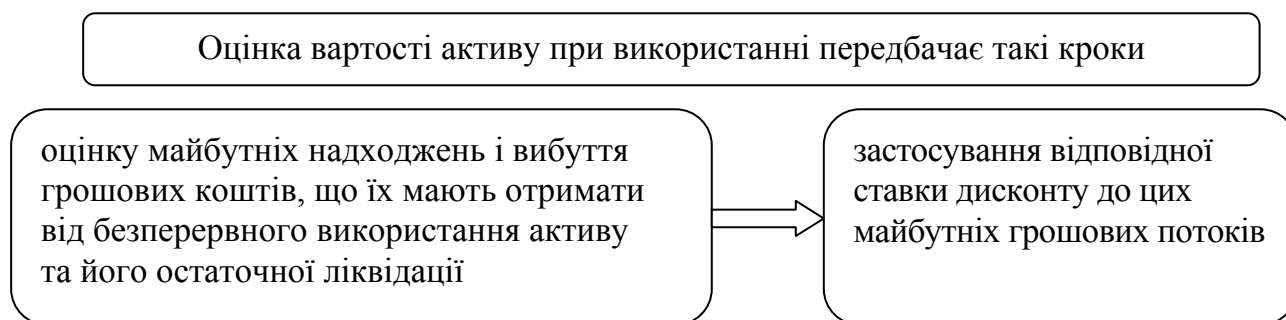 Оцінка вартості активу при використанні передбачає такі кроки
оцінку майбутніх надходжень і вибуття
грошових коштів, що їх мають отримати
від безперервного використання активу
та його остаточної ліквідації
застосування відповідної
ставки дисконту до цих
майбутніх грошових потоків